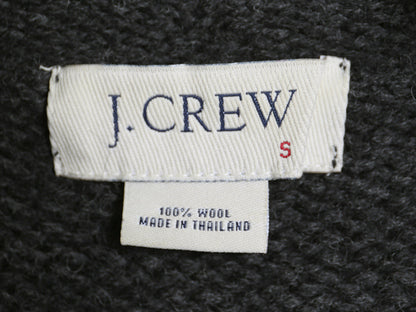 J. CREW
S
100% WOOL
MADE IN THAILAND